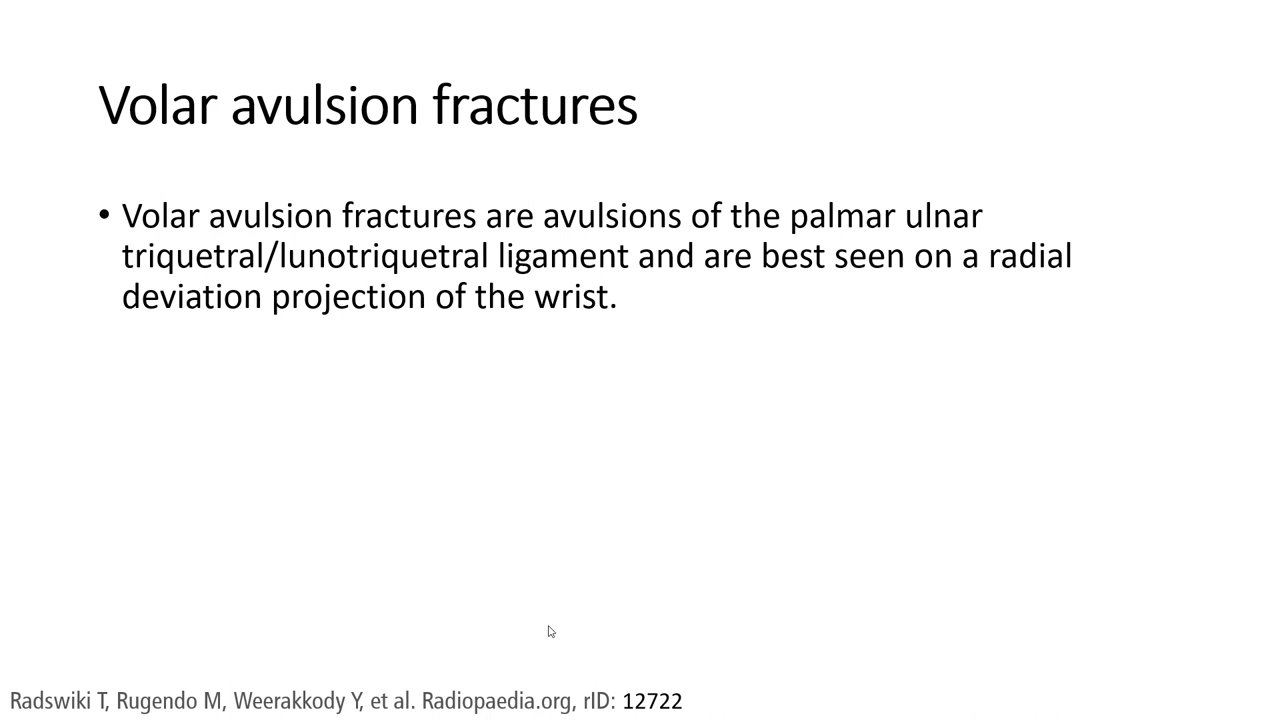 Volar avulsion fractures
• Volar avulsion fractures are avulsions of the palmar ulnar
triquetral/lunotriquetral ligament and are best seen on a radial
deviation projection of the wrist.
Radswiki T, Rugendo M, Weerakkody Y, et al. Radiopaedia.org, rID: 12722